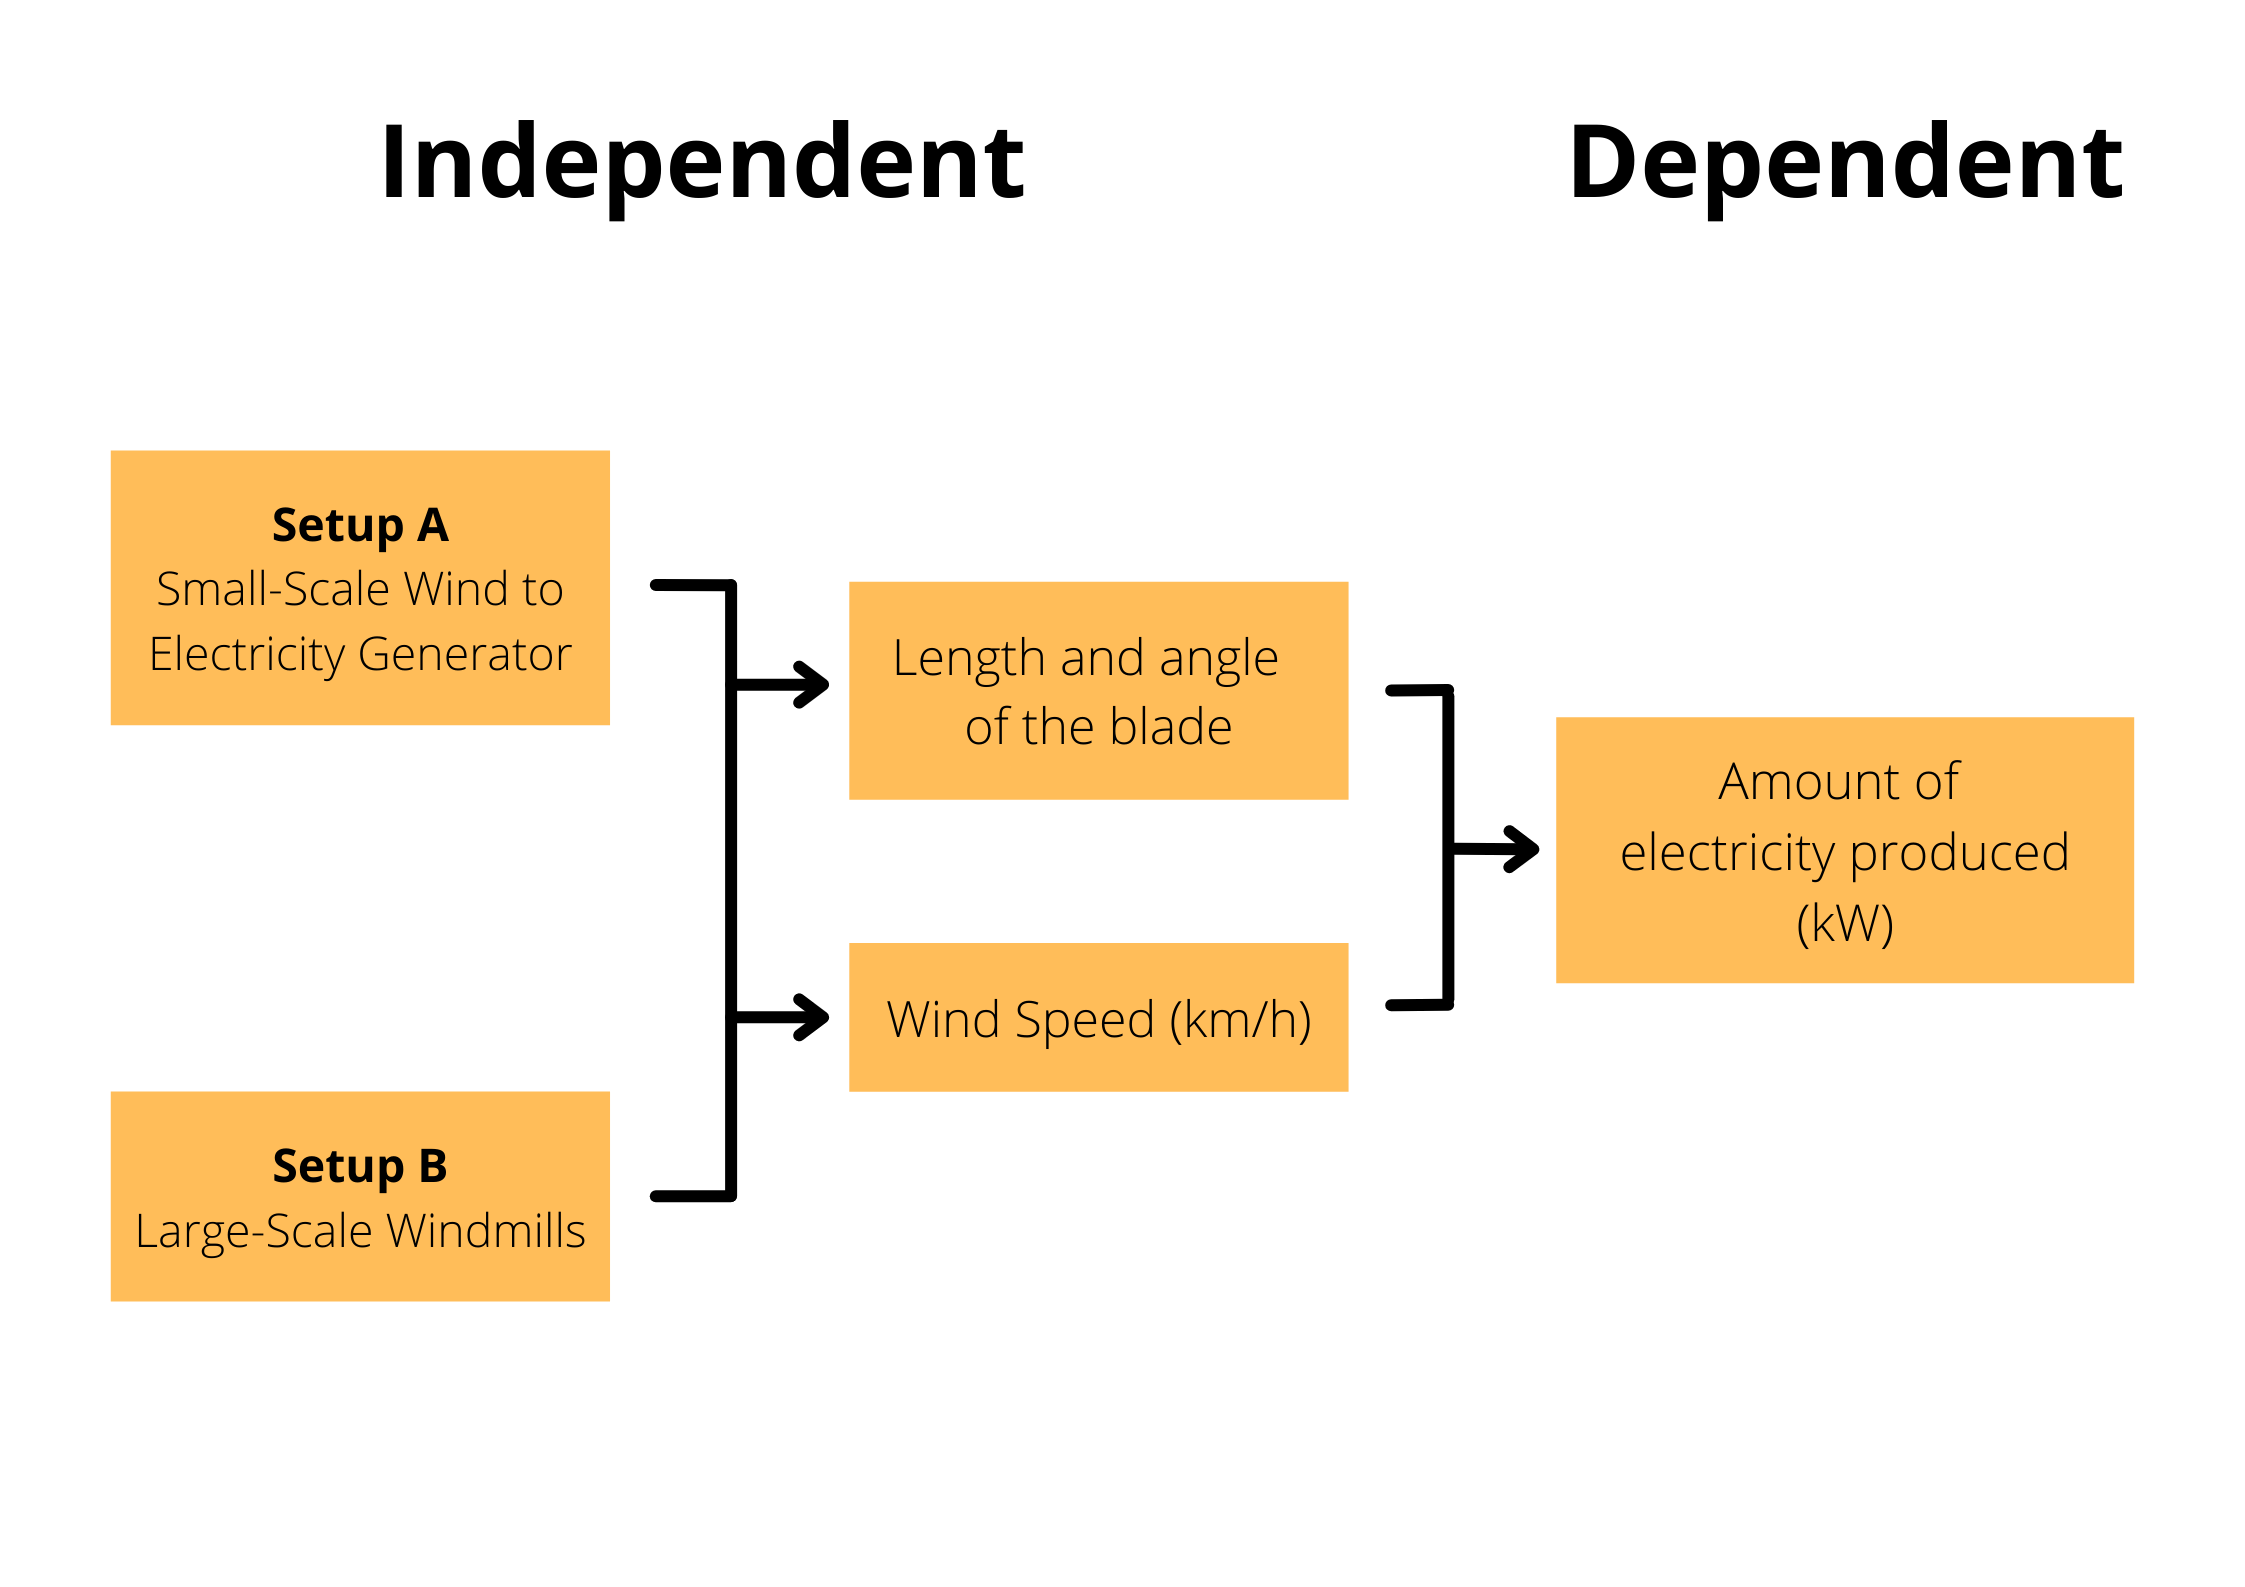 Independent
Dependent
Setup A
Small-Scale Wind to
Electricity Generator
Length and angle
of the blade
Amount of
electricity produced
(kW)
Wind Speed (km/h)
Setup B
Large-Scale Windmills